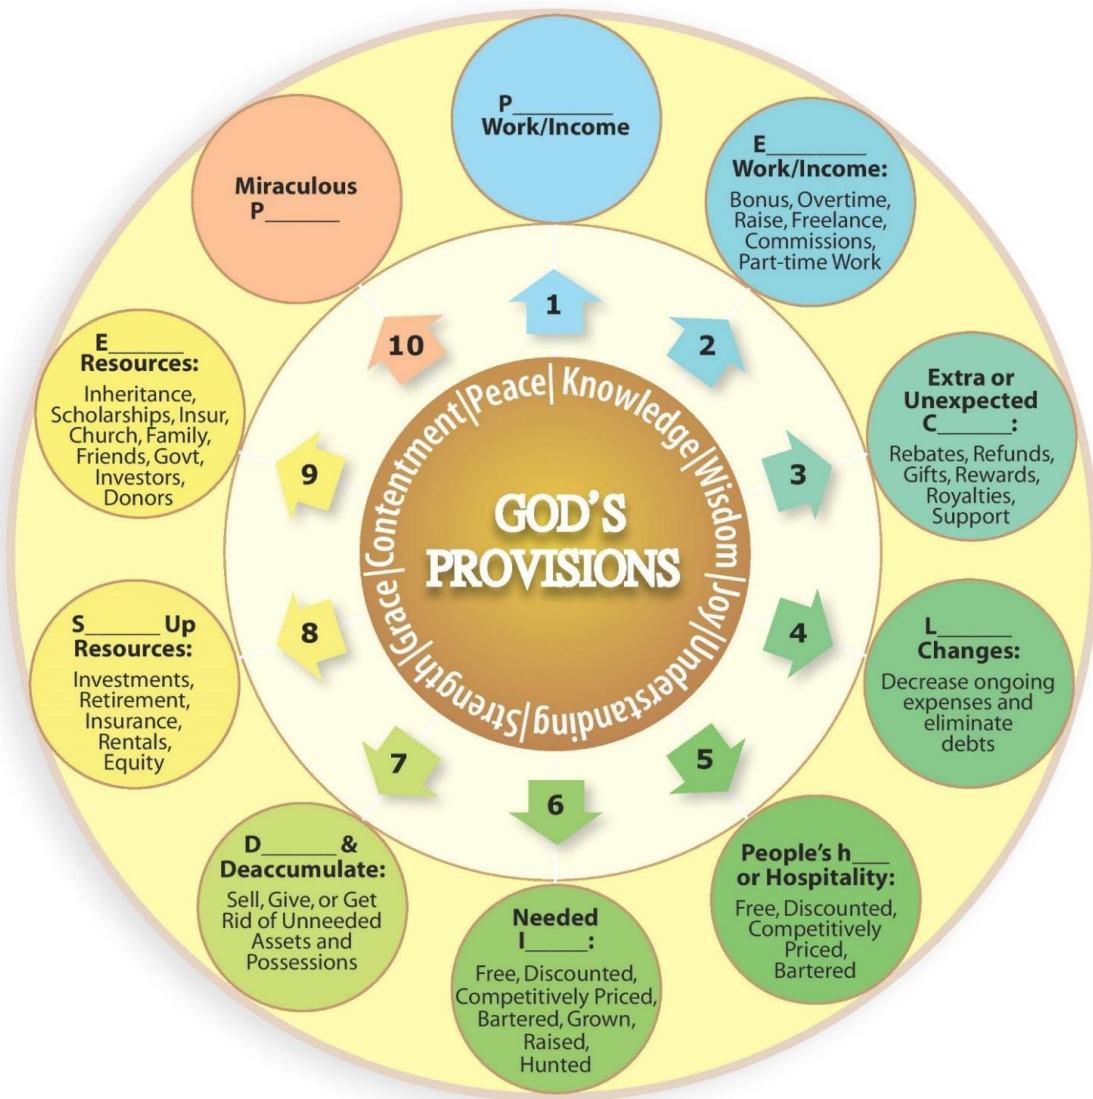 P________
Work/Income
E________
Work/Income:
Bonus, Overtime,
Raise, Freelance,
Commissions,
Part-time Work
Extra or
Unexpected
C______:
Rebates, Refunds,
Gifts, Rewards,
Royalties,
Support
L______
Changes:
Decrease ongoing
expenses and
eliminate
debts
People’s h___
or Hospitality:
Free, Discounted,
Competitively
Priced,
Bartered
Needed
I_____:
Free, Discounted,
Competitively Priced,
Bartered, Grown,
Raised,
Hunted
D______ &
Deaccumulate:
Sell, Give, or Get
Rid of Unneeded
Assets and
Possessions
S______ Up
Resources:
Investments,
Retirement,
Insurance,
Rentals,
Equity
E______
Resources:
Inheritance,
Scholarships, Insur,
Church, Family,
Friends, Govt,
Investors,
Donors
Miraculous
P______
1
2
3
4
5
6
7
8
9
10
Peace| Knowledge|Wisdom|Joy|Understanding|Strength|Grace|Contentment|
GOD’S
PROVISIONS